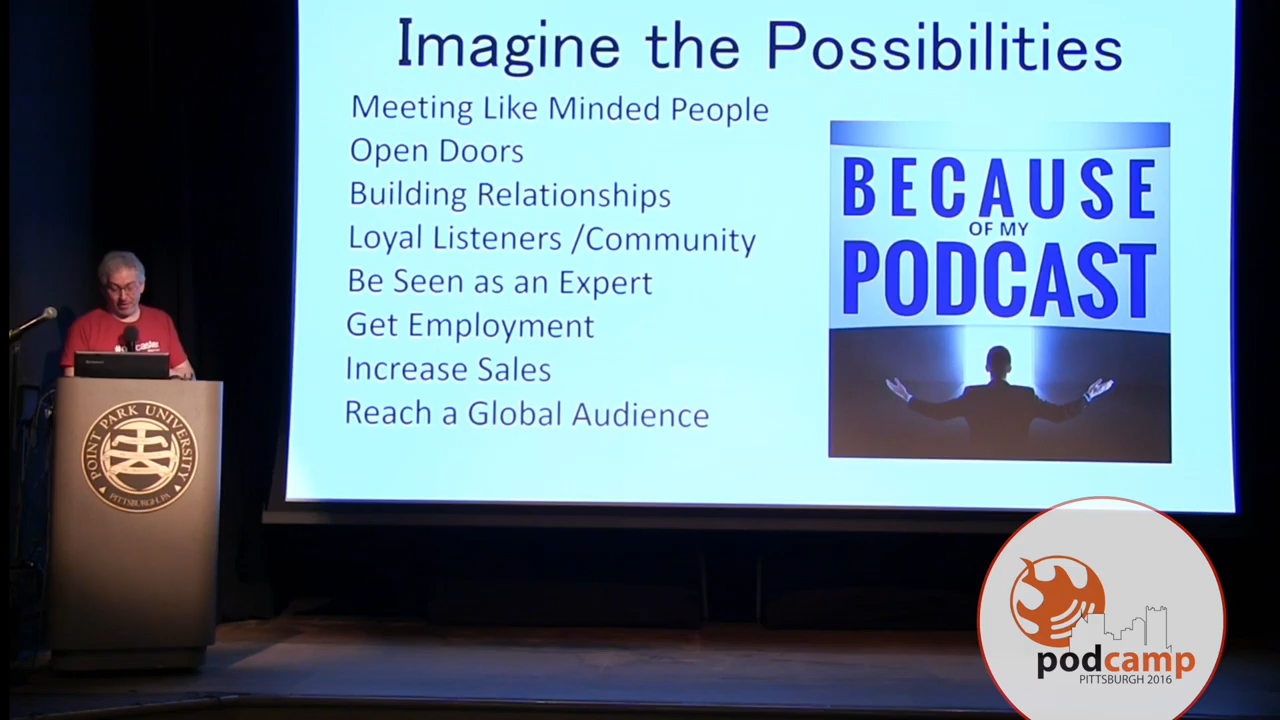 Imagine the Possibilities
Meeting Like Minded People
Open Doors
Building Relationships
Loyal Listeners /Community
Be Seen as an Expert
Get Employment
Increase Sales
Reach a Global Audience
BECAUSE
OF MY
PODCAST
POINT PARK UNIVERSITY
PITTSBURGH, PA
podcamp
PITTSBURGH 2016